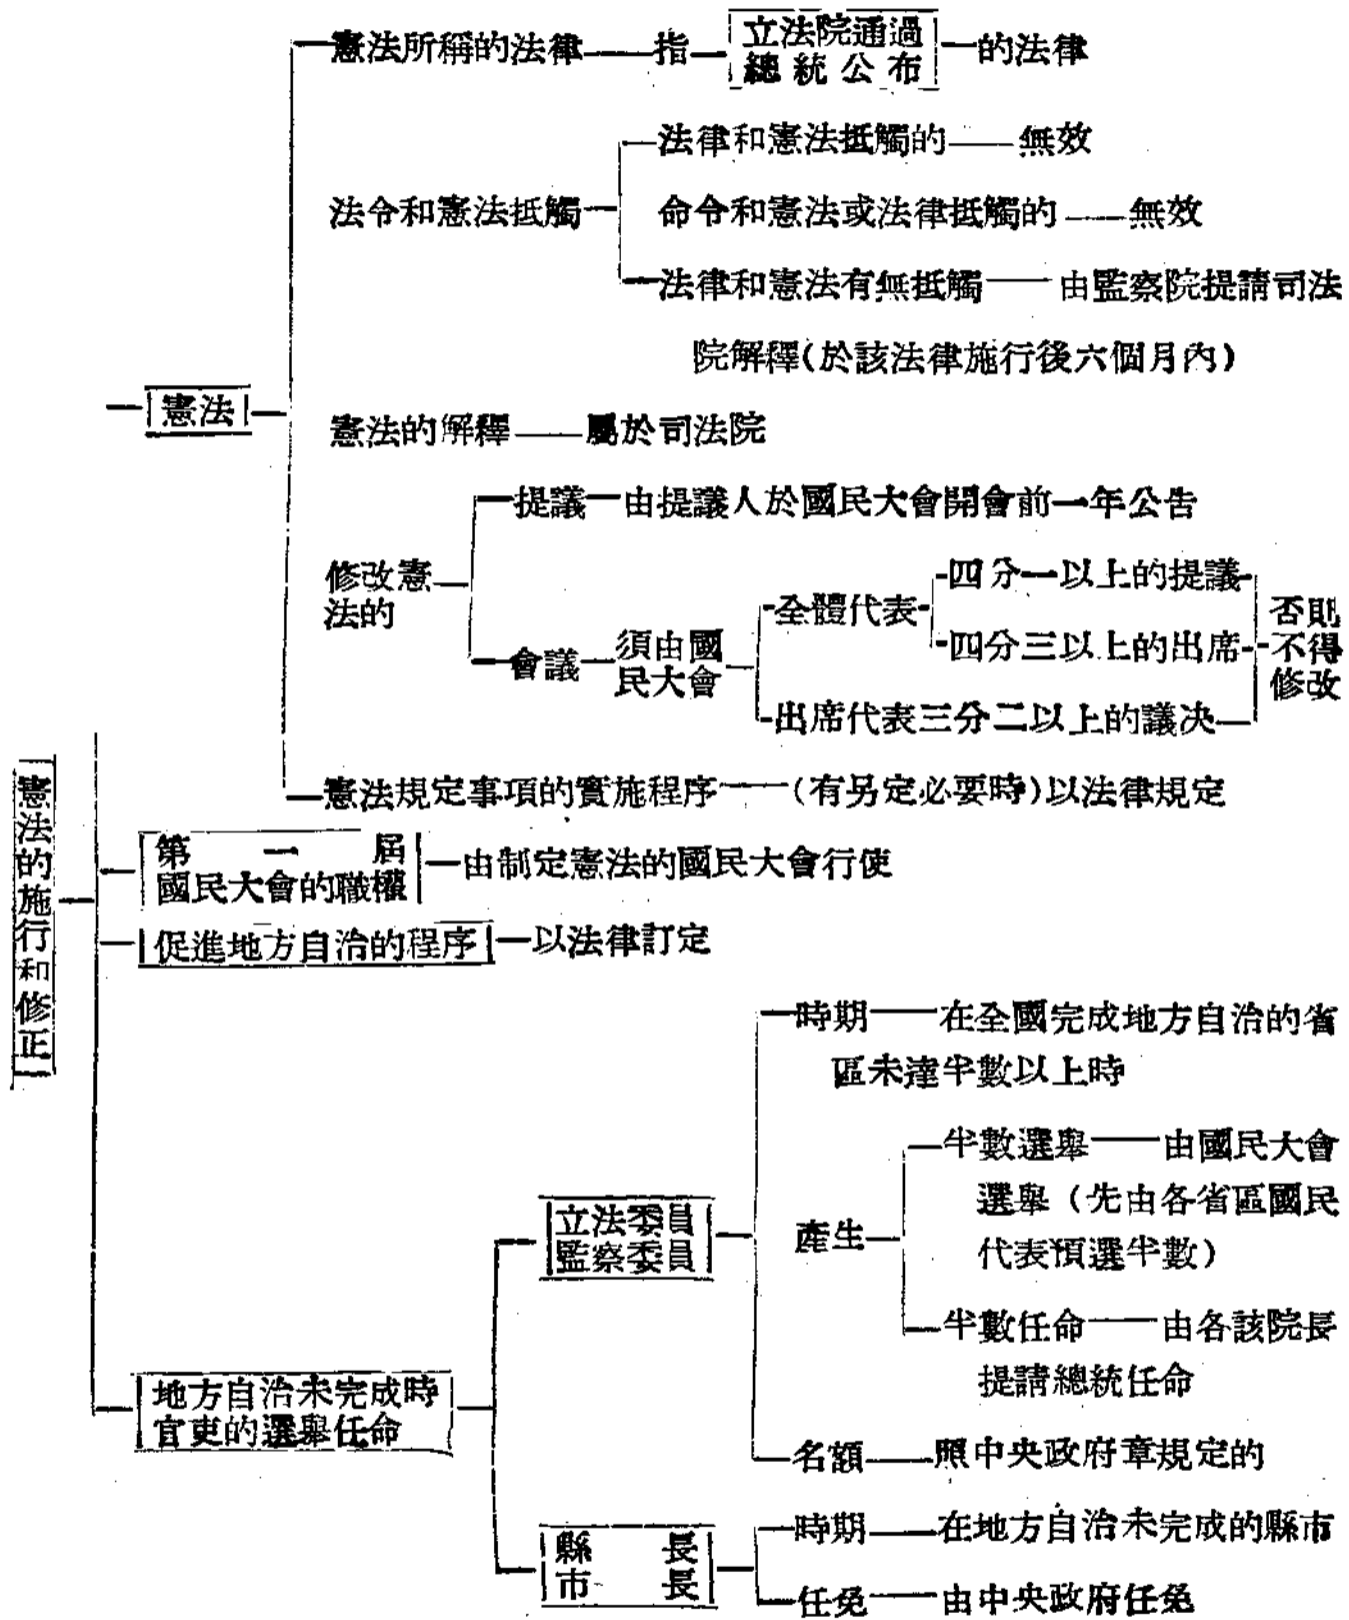 憲法的施行和修正
憲法
憲法所稱的法律——指—立法院通過
總統公布—的法律
法令和憲法抵觸
法律和憲法抵觸的——無效
命令和憲法或法律抵觸的——無效
法律和憲法有無抵觸——由監察院提請司法
院解釋(於該法律施行後六個月內)
憲法的解釋——屬於司法院
修改憲
法的
提議—由提議人於國民大會開會前一年公告
會議—須由國
民大會
全體代表
四分一以上的提議
四分三以上的出席
出席代表三分二以上的議決
否則
不得
修改
憲法規定事項的實施程序——(有另定必要時)以法律規定
第一屆
國民大會的職權—由制定憲法的國民大會行使
促進地方自治的程序—以法律訂定
地方自治未完成時
官吏的選舉任命
立法委員
監察委員
時期——在全國完成地方自治的省
區未達半數以上時
產生
半數選舉——由國民大會
選舉(先由各省區國民
代表預選半數)
半數任命——由各該院長
提請總統任命
名額——照中央政府章規定的
縣長
市長
時期——在地方自治未完成的縣市
任免——由中央政府任免